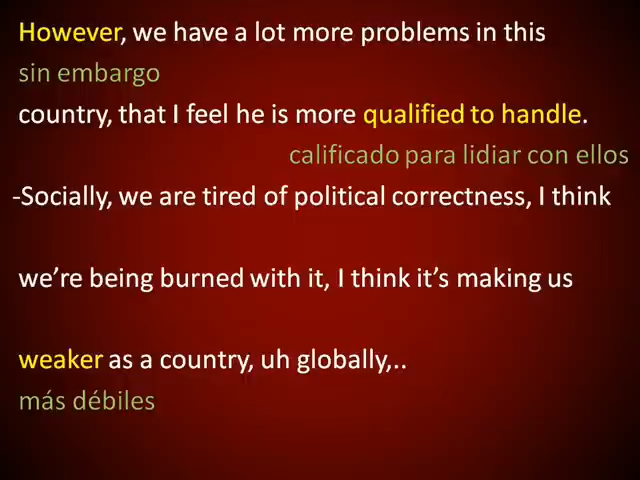 However, we have a lot more problems in this
sin embargo
country, that I feel he is more qualified to handle.
calificado para lidiar con ellos
-Socially, we are tired of political correctness, I think
we’re being burned with it, I think it’s making us
weaker as a country, uh globally,..
más débiles